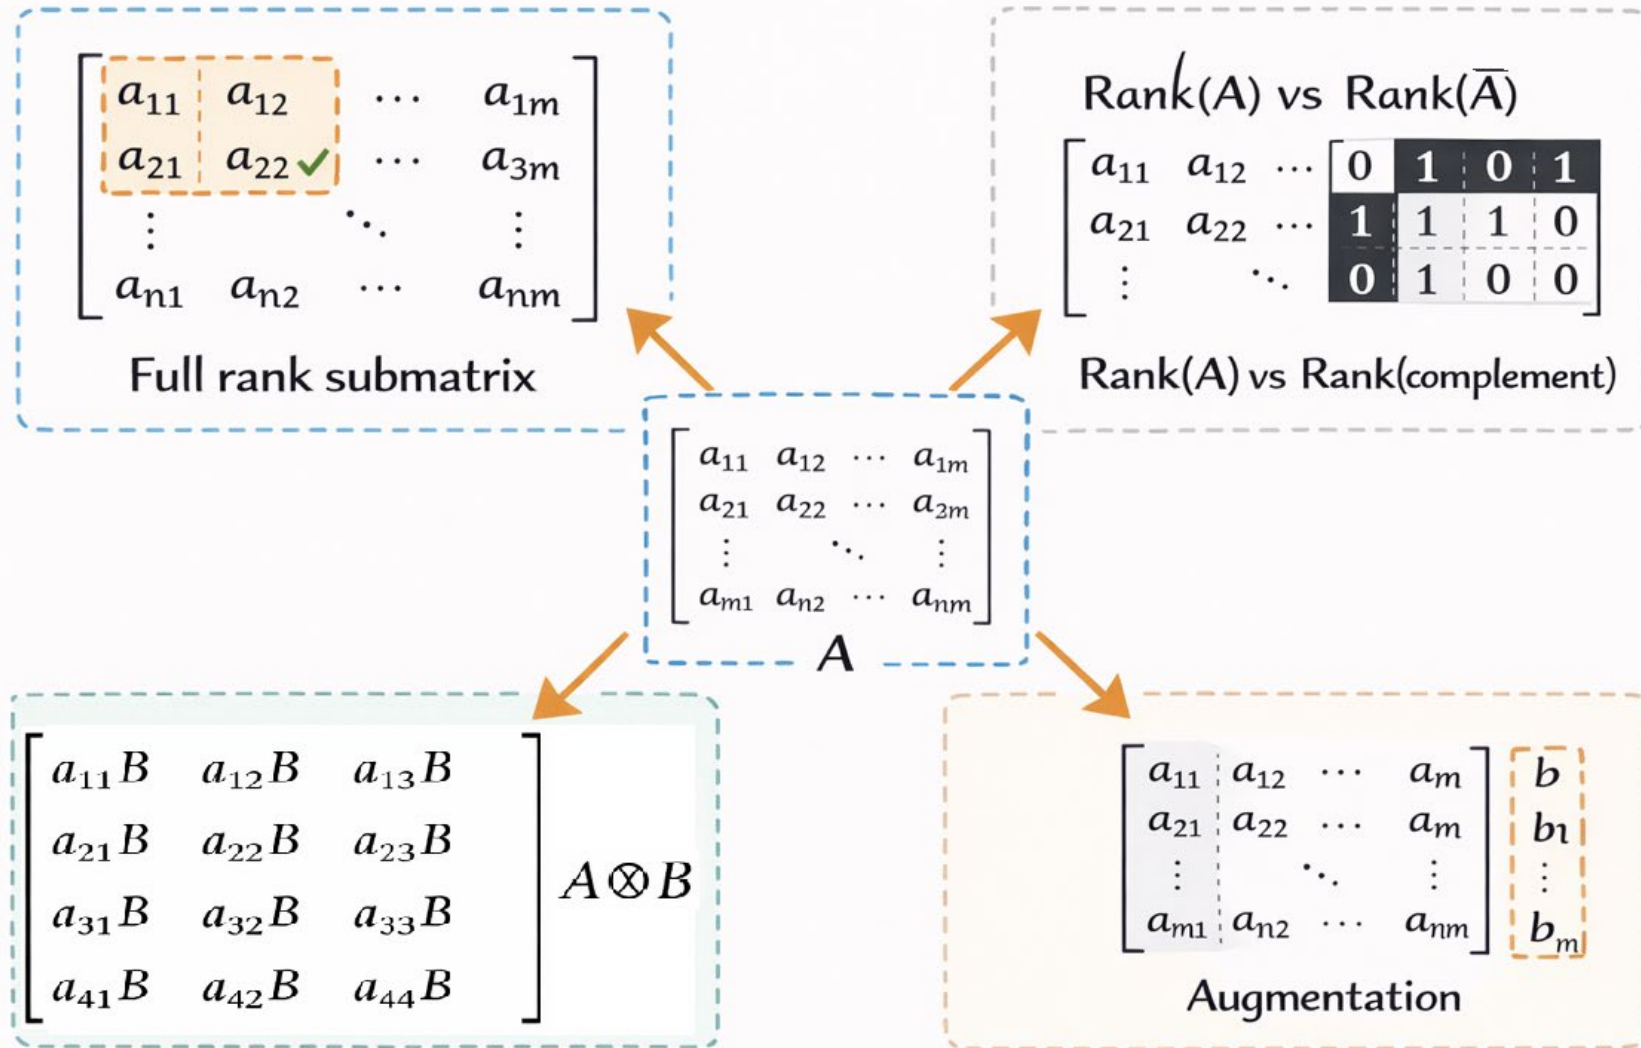 a11 a12 ⋯ a1m
a21 a22 ✓ ⋯ a3m
⋮ ⋱ ⋮
an1 an2 ⋯ anm
Full rank submatrix
Rank(A) vs Rank(A̅)
a11 a12 ⋯ 0 1 0 1
a21 a22 ⋯ 1 1 1 0
⋮ ⋱ 0 1 0 0
Rank(A) vs Rank(complement)
a11 a12 ⋯ a1m
a21 a22 ⋯ a2m
⋮ ⋱ ⋮
am1 an2 ⋯ anm
A
a11B a12B a13B
a21B a22B a23B
a31B a32B a33B
a41B a42B a44B
A⊗B
a11 a12 ⋯ am b
a21 a22 ⋯ am bı
⋮ ⋱ ⋮ ⋮
am1 an2 ⋯ anm bm
Augmentation